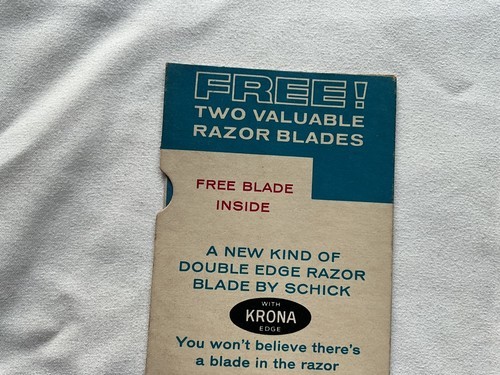 FREE!
TWO VALUABLE
RAZOR BLADES
FREE BLADE
INSIDE
A NEW KIND OF
DOUBLE EDGE RAZOR
BLADE BY SCHICK
WITH
KRONA
EDGE
You won't believe there's
a blade in the razor